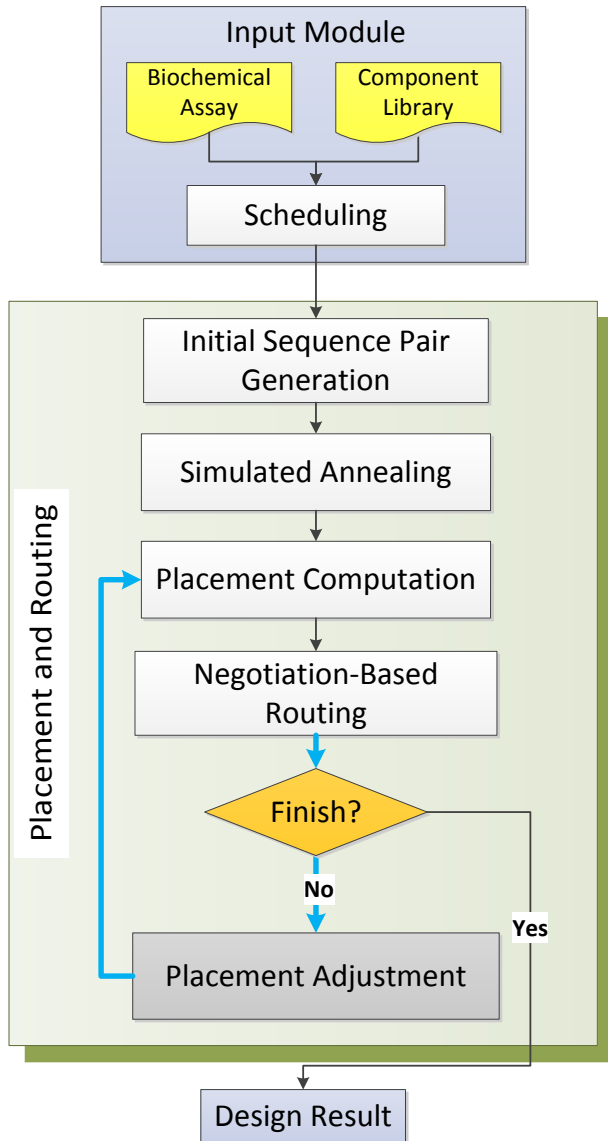 Input Module
Biochemical
Assay
Component
Library
Scheduling
Initial Sequence Pair
Generation
Simulated Annealing
Placement and Routing
Placement Computation
Negotiation-Based
Routing
Finish?
No
Yes
Placement Adjustment
Design Result